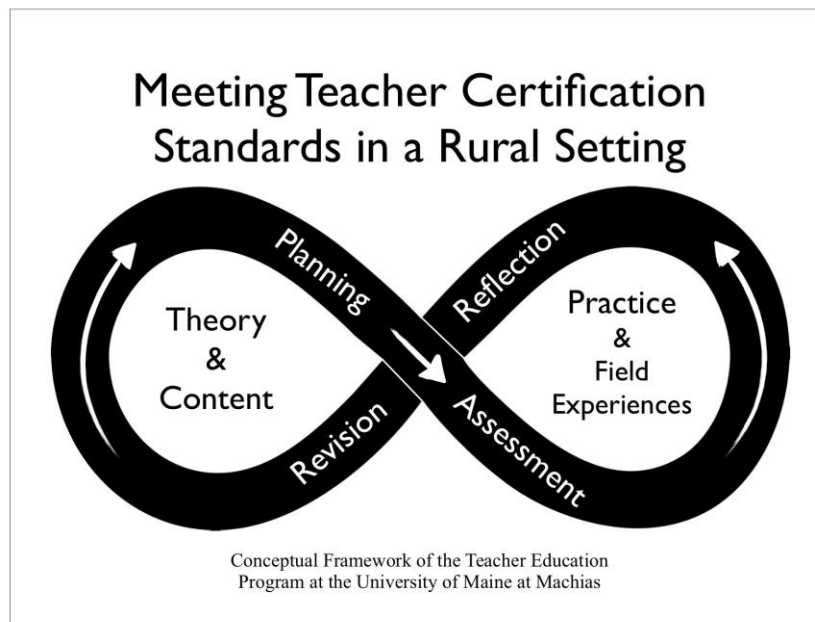 Meeting Teacher Certification
Standards in a Rural Setting
Planning
Reflection
Theory
&
Content
Practice
&
Field
Experiences
Revision
Assessment
Conceptual Framework of the Teacher Education
Program at the University of Maine at Machias